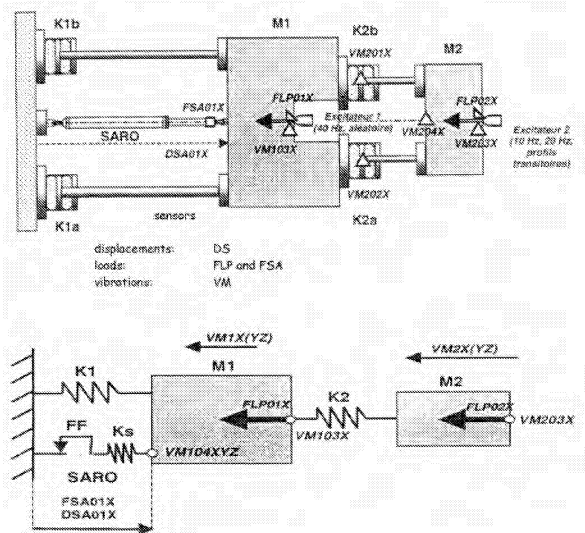 K1b
M1
K2b
VM201X
M2
FSA01X
FLP01X
FLP02X
SARO
Excitateur 1
(40 Hz, aleatoire)
VM204X
VM203X
Excitateur 2
(10 Hz, 20 Hz,
profils
transitoires)
DSA01X
VM103X
VM202X
K1a
sensors
K2a
displacements: DS
loads: FLP and FSA
vibrations: VM
VM1X(YZ)
VM2X(YZ)
K1
M1
M2
K2
FLP01X
FLP02X
FF
Ks
VM103X
VM203X
VM104XYZ
SARO
FSA01X
DSA01X